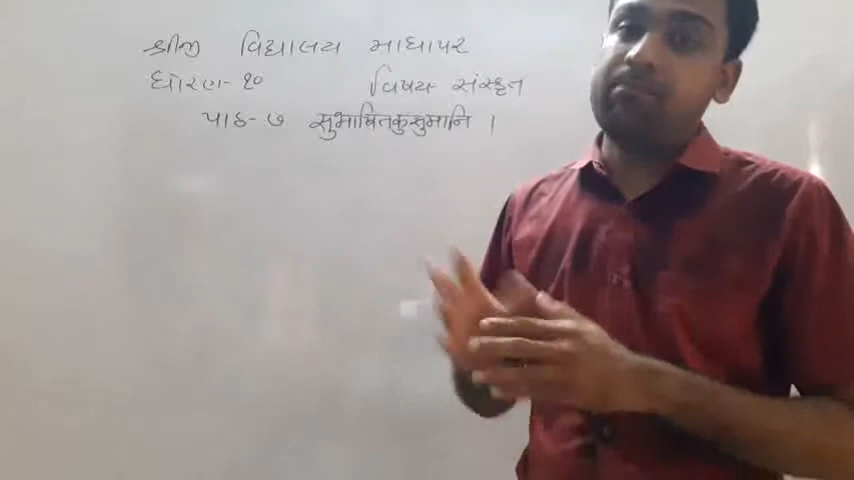 શ્રીજી વિદ્યાલય માધાપર
ધોરણ- ૧૦ વિષય- સંસ્કૃત
પાઠ- ૭ सुभाषितकुसुमानि ।